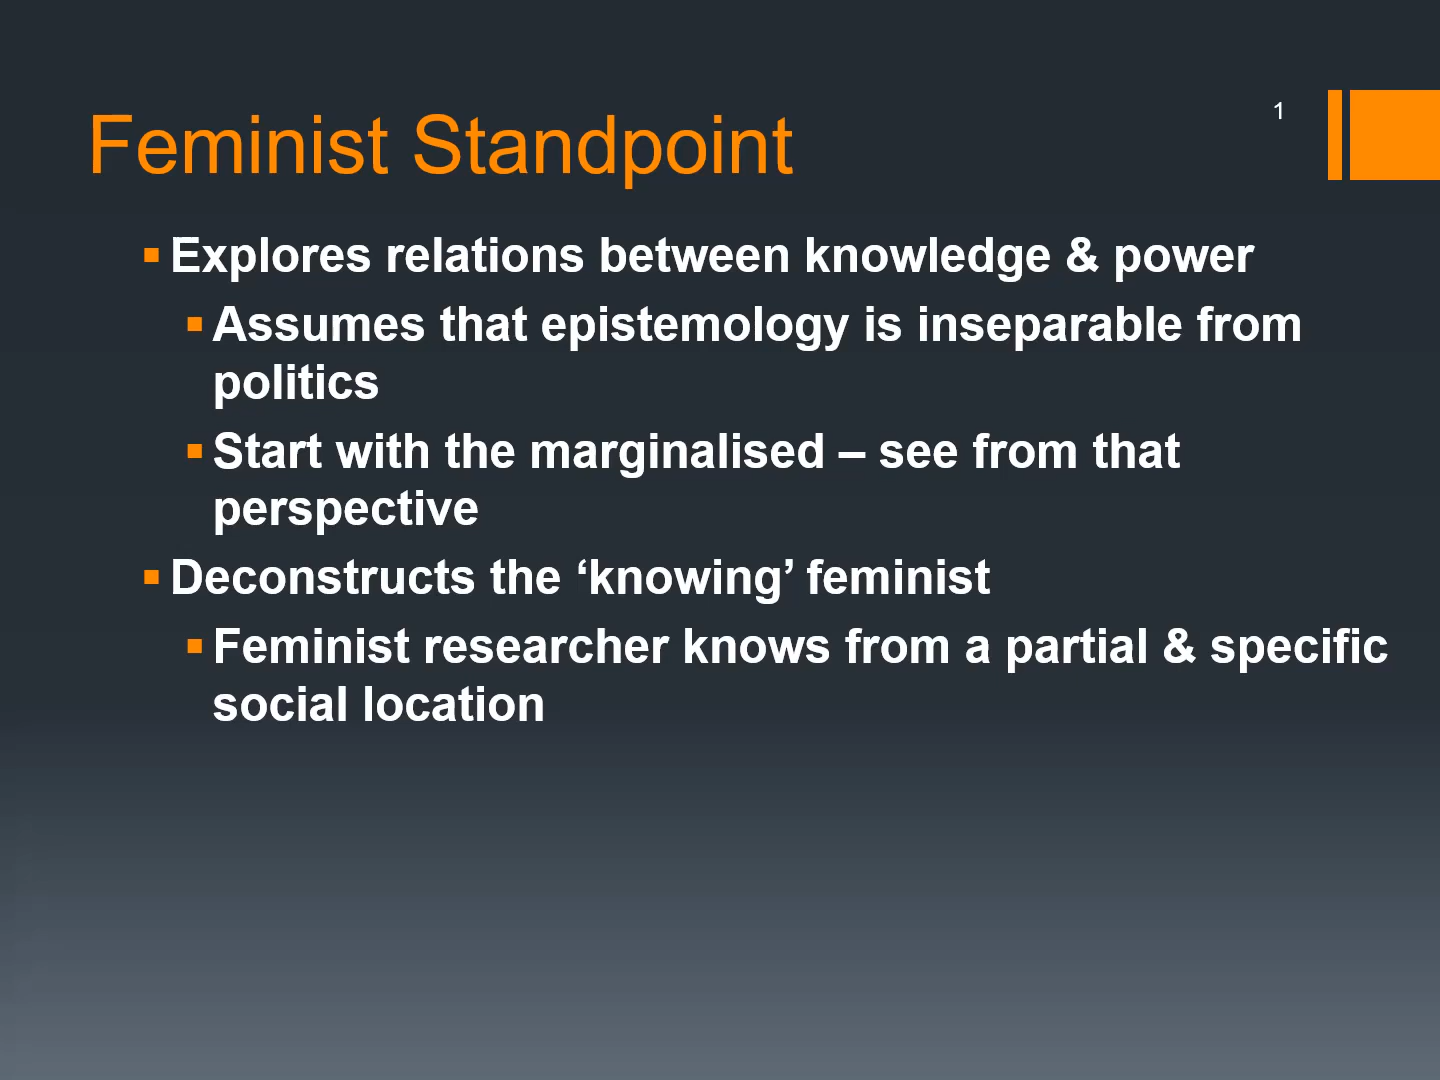 1
Feminist Standpoint
Explores relations between knowledge & power
Assumes that epistemology is inseparable from
politics
Start with the marginalised – see from that
perspective
Deconstructs the ‘knowing’ feminist
Feminist researcher knows from a partial & specific
social location